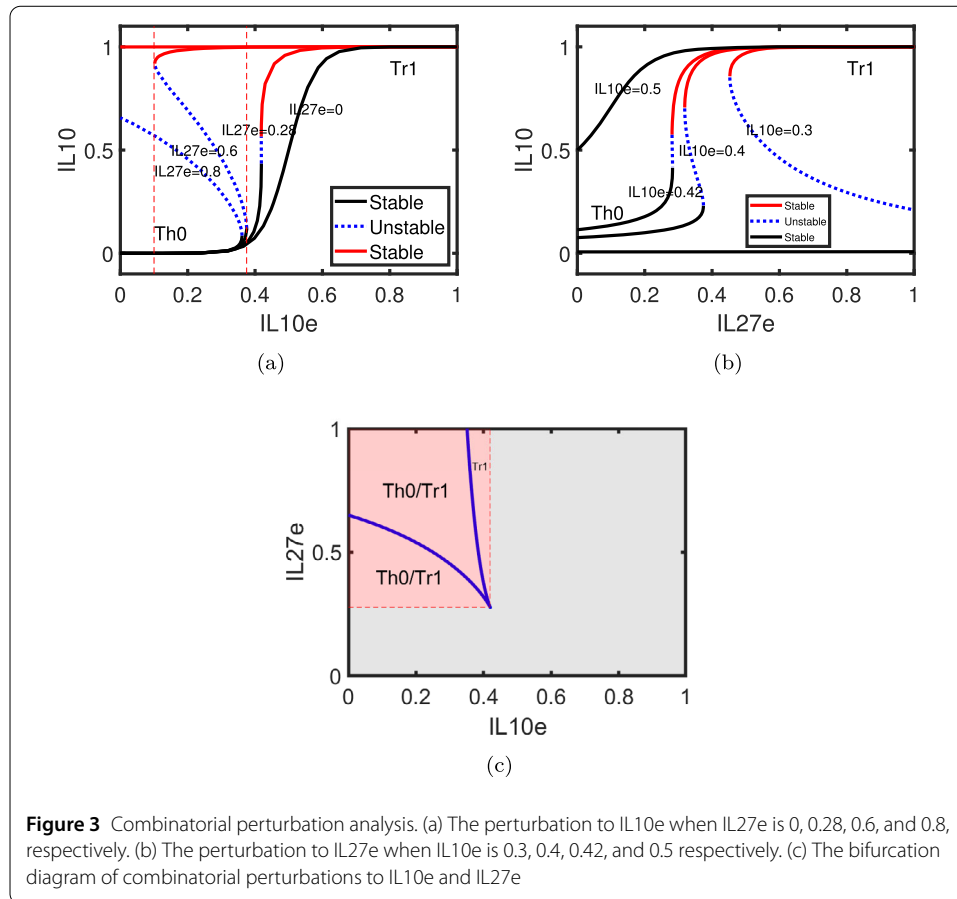 1
0.5
0
IL10
IL27e=0
IL27e=0.28
IL27e=0.6
IL27e=0.8
Tr1
Th0
Stable
Unstable
Stable
0 0.2 0.4 0.6 0.8 1
IL10e
(a)
1
0.5
0
IL10
IL10e=0.5
IL10e=0.3
IL10e=0.4
IL10e=0.42
Tr1
Th0
Stable
Unstable
Stable
0 0.2 0.4 0.6 0.8 1
IL27e
(b)
1
0.5
0
IL27e
Tr1
Th0/Tr1
Th0/Tr1
0 0.2 0.4 0.6 0.8 1
IL10e
(c)
Figure 3 Combinatorial perturbation analysis. (a) The perturbation to IL10e when IL27e is 0, 0.28, 0.6, and 0.8,
respectively. (b) The perturbation to IL27e when IL10e is 0.3, 0.4, 0.42, and 0.5 respectively. (c) The bifurcation
diagram of combinatorial perturbations to IL10e and IL27e